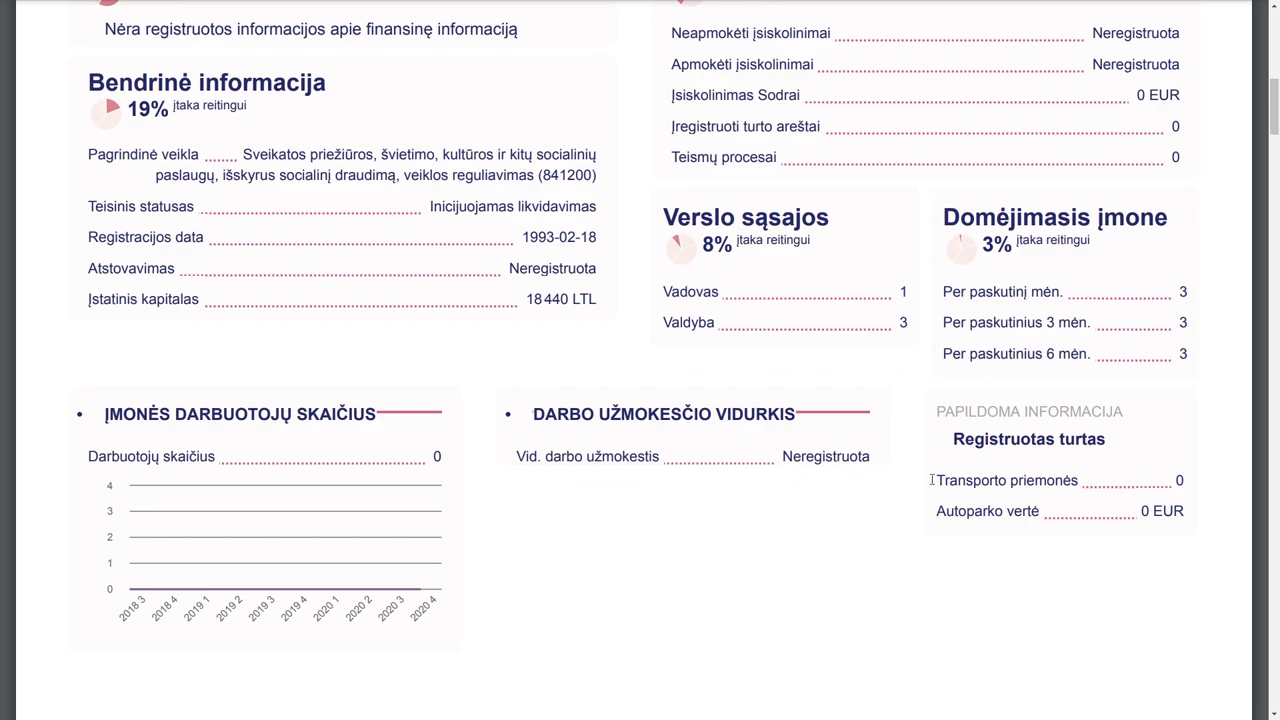 Nėra registruotos informacijos apie finansinę informaciją
Bendrinė informacija
19% įtaka reitingui
Pagrindinė veikla Sveikatos priežiūros, švietimo, kultūros ir kitų socialinių
paslaugų, išskyrus socialinį draudimą, veiklos reguliavimas (841200)
Teisinis statusas Inicijuojamas likvidavimas
Registracijos data 1993-02-18
Atstovavimas Neregistruota
Įstatinis kapitalas 18 440 LTL
Neapmokėti įsiskolinimai Neregistruota
Apmokėti įsiskolinimai Neregistruota
Įsiskolinimas Sodrai 0 EUR
Įregistruoti turto areštai 0
Teismų procesai 0
Verslo sąsajos
8% įtaka reitingui
Vadovas 1
Valdyba 3
Domėjimasis įmone
3% įtaka reitingui
Per paskutinį mėn. 3
Per paskutinius 3 mėn. 3
Per paskutinius 6 mėn. 3
• ĮMONĖS DARBUOTOJŲ SKAIČIUS
Darbuotojų skaičius 0
4
3
2
1
0
2018 3 2018 4 2019 1 2019 2 2019 3 2019 4 2020 1 2020 2 2020 3 2020 4
• DARBO UŽMOKESČIO VIDURKIS
Vid. darbo užmokestis Neregistruota
PAPILDOMA INFORMACIJA
Registruotas turtas
Transporto priemonės 0
Autoparko vertė 0 EUR